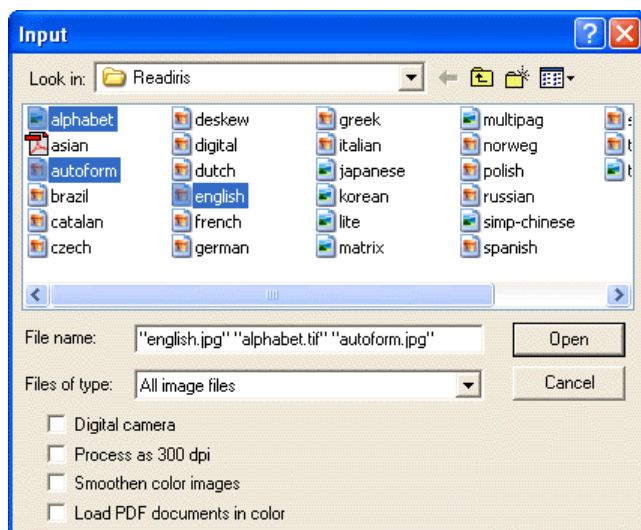 Input
Look in: Readiris
alphabet deskew greek multipag
asian digital italian norweg
autoform dutch japanese polish
brazil english korean russian
catalan french lite simp-chinese
czech german matrix spanish
File name: "english.jpg" "alphabet.tif" "autoform.jpg" Open
Files of type: All image files Cancel
Digital camera
Process as 300 dpi
Smoothen color images
Load PDF documents in color